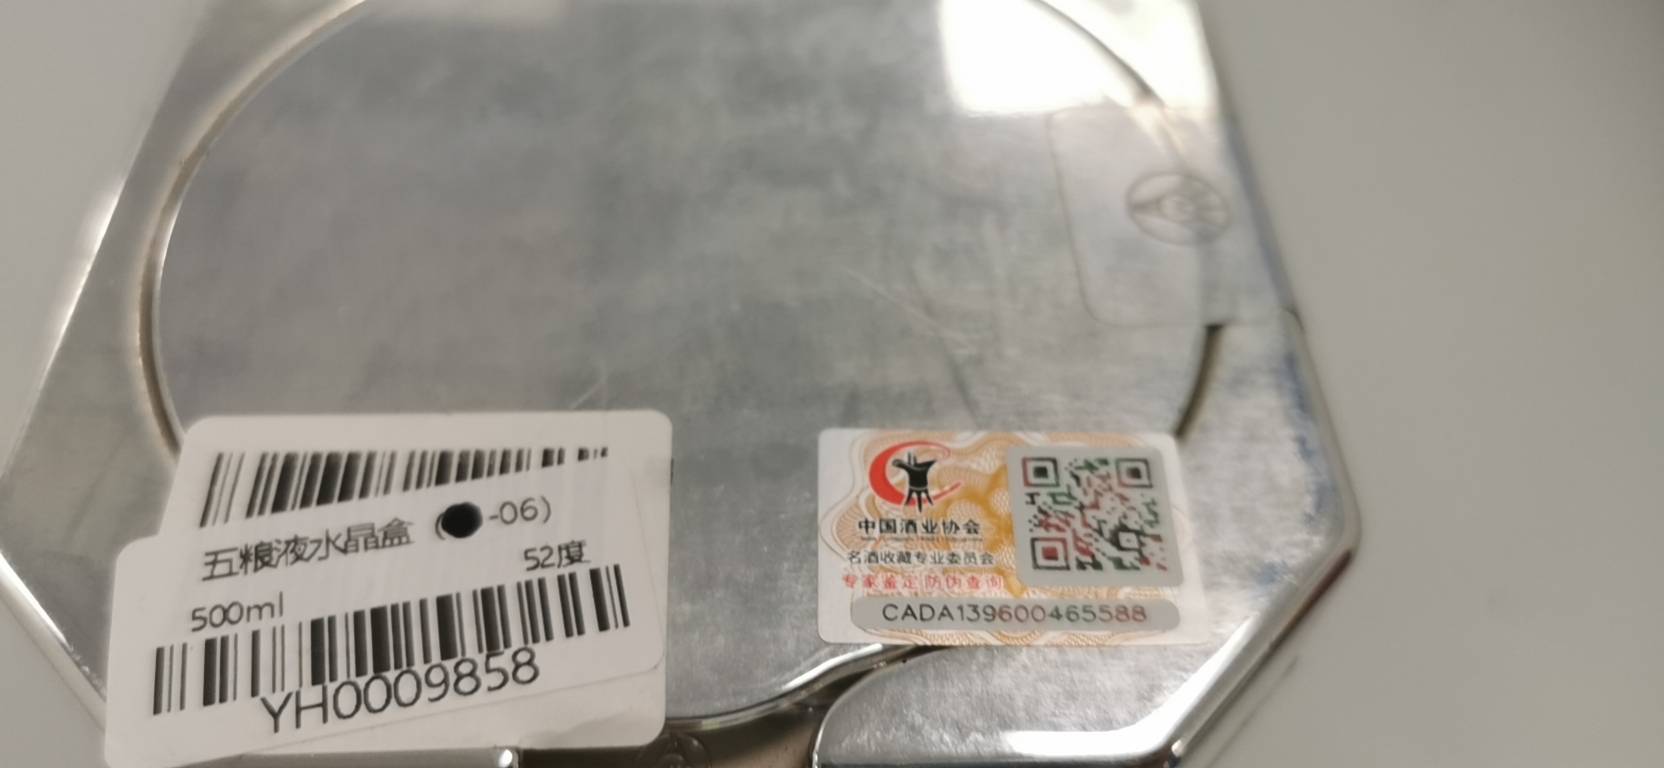 五粮液水晶盒 ( -06)
52度
500ml
YH0009858
中国酒业协会
名酒收藏专业委员会
专家鉴定 防伪查询
CADA139600465588